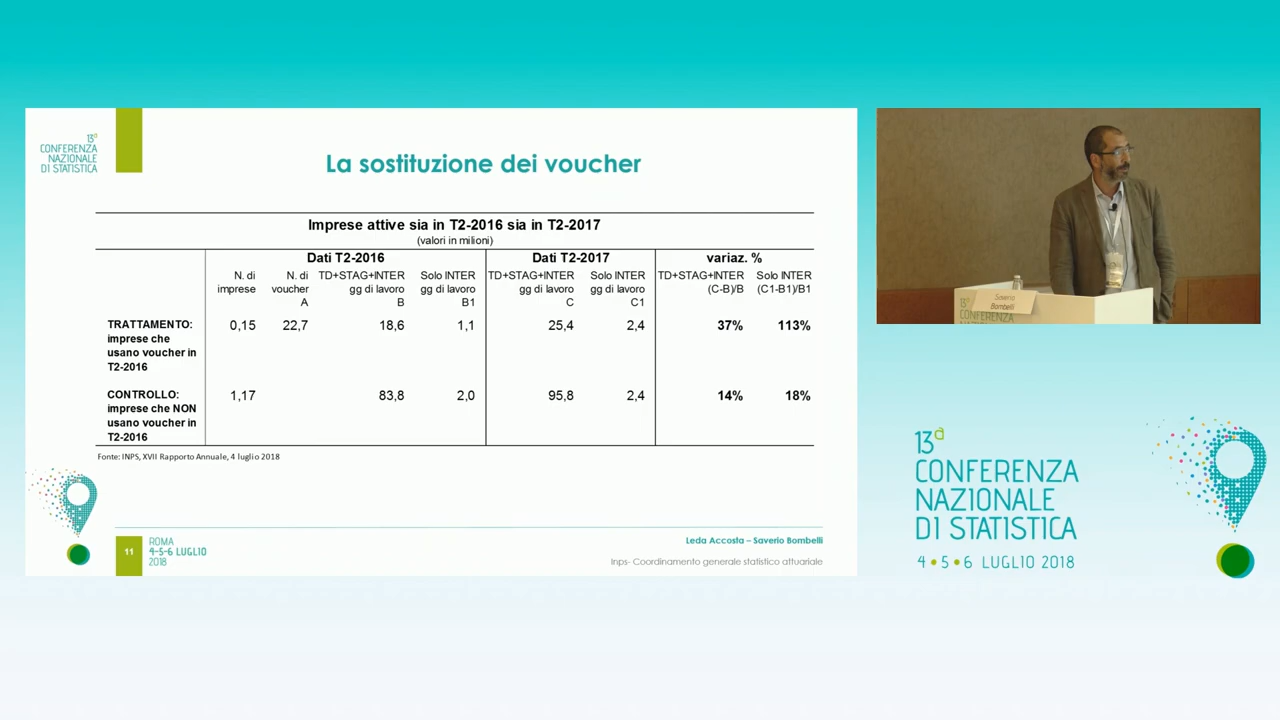 13a
CONFERENZA
NAZIONALE
DI STATISTICA
La sostituzione dei voucher
Imprese attive sia in T2-2016 sia in T2-2017
(valori in milioni)
Dati T2-2016 Dati T2-2017 variaz. %
N. di N. di TD+STAG+INTER Solo INTER TD+STAG+INTER Solo INTER TD+STAG+INTER Solo INTER
imprese voucher gg di lavoro gg di lavoro gg di lavoro gg di lavoro (C-B)/B (C1-B1)/B1
A B B1 C C1
TRATTAMENTO: 0,15 22,7 18,6 1,1 25,4 2,4 37% 113%
imprese che
usano voucher in
T2-2016
CONTROLLO: 1,17 83,8 2,0 95,8 2,4 14% 18%
imprese che NON
usano voucher in
T2-2016
Fonte: INPS, XVII Rapporto Annuale, 4 luglio 2018
11
ROMA
4-5-6 LUGLIO
2018
Leda Accosta – Saverio Bombelli
Inps- Coordinamento generale statistico attuariale
Saverio
Bombelli
13a
CONFERENZA
NAZIONALE
13a
CONFERENZA
NAZIONALE
DI STATISTICA
4•5•6 LUGLIO 2018